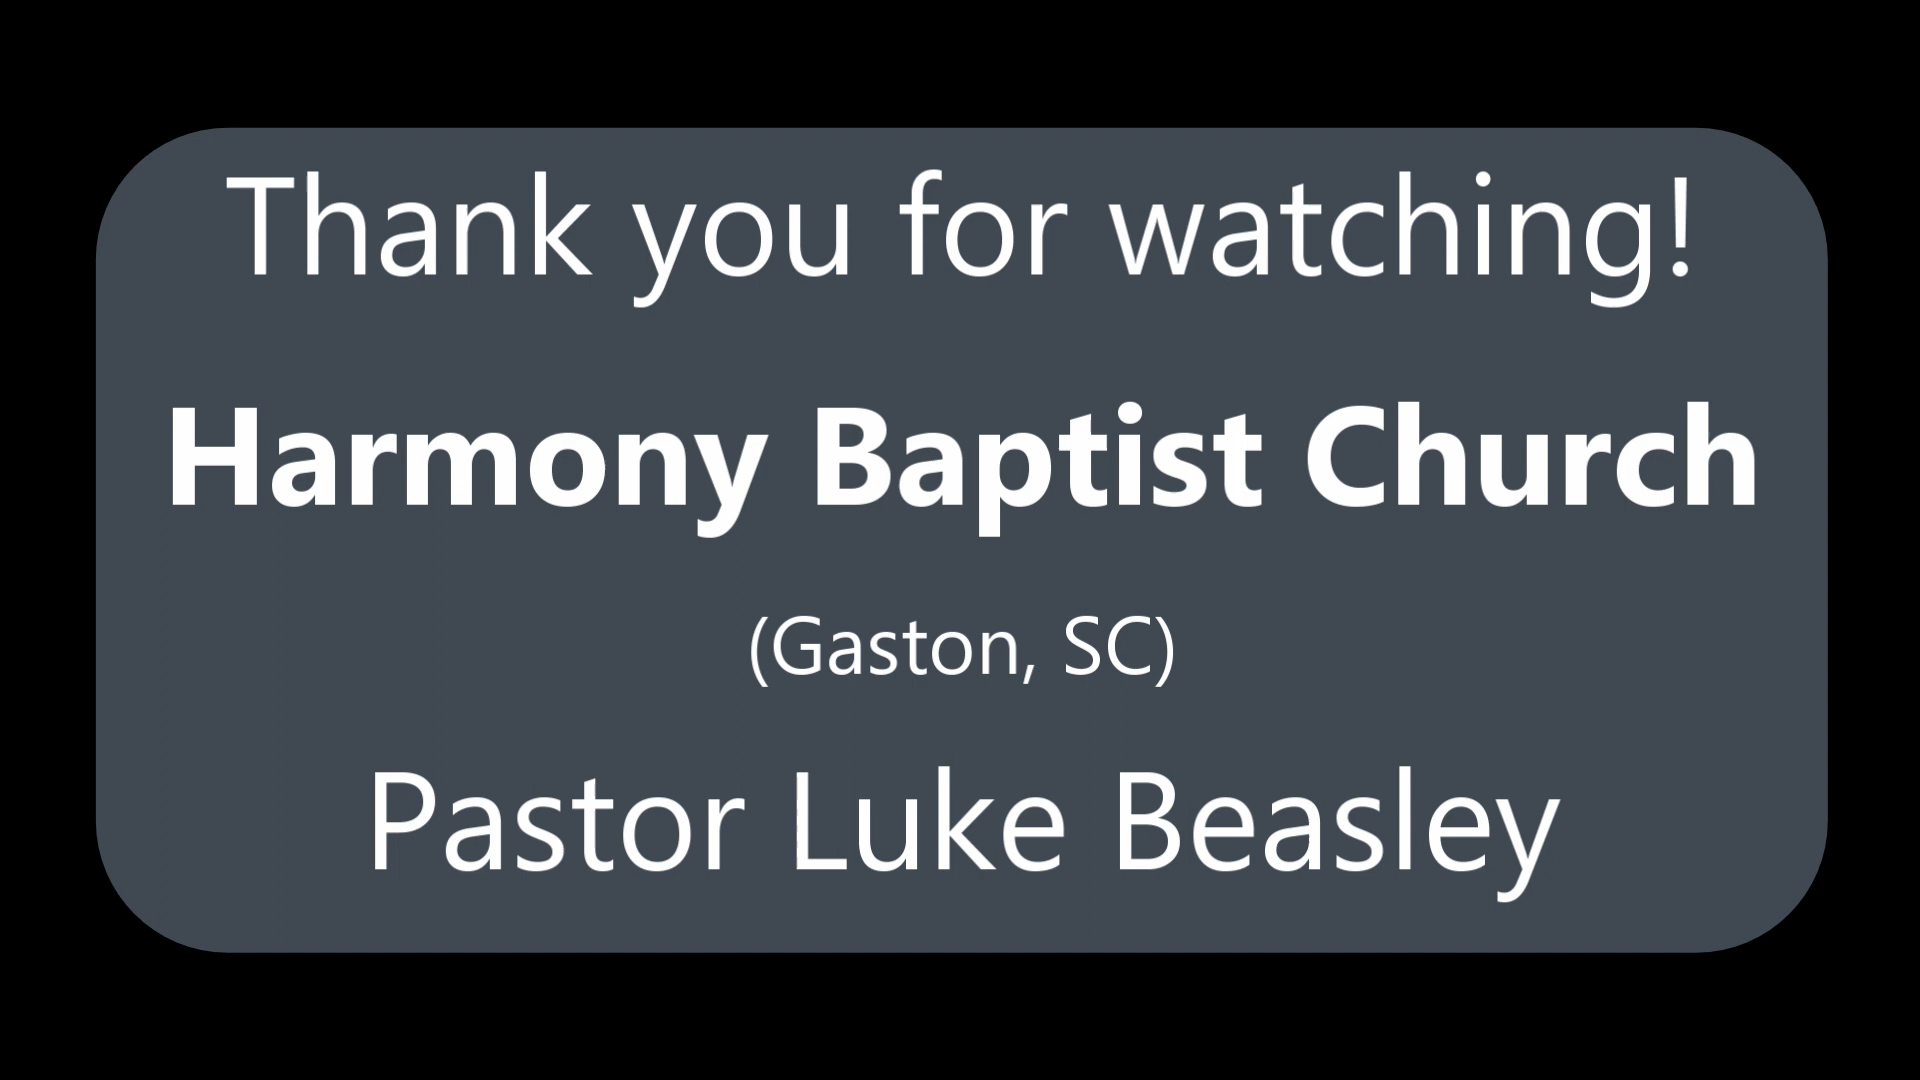 Thank you for watching!
Harmony Baptist Church
(Gaston, SC)
Pastor Luke Beasley